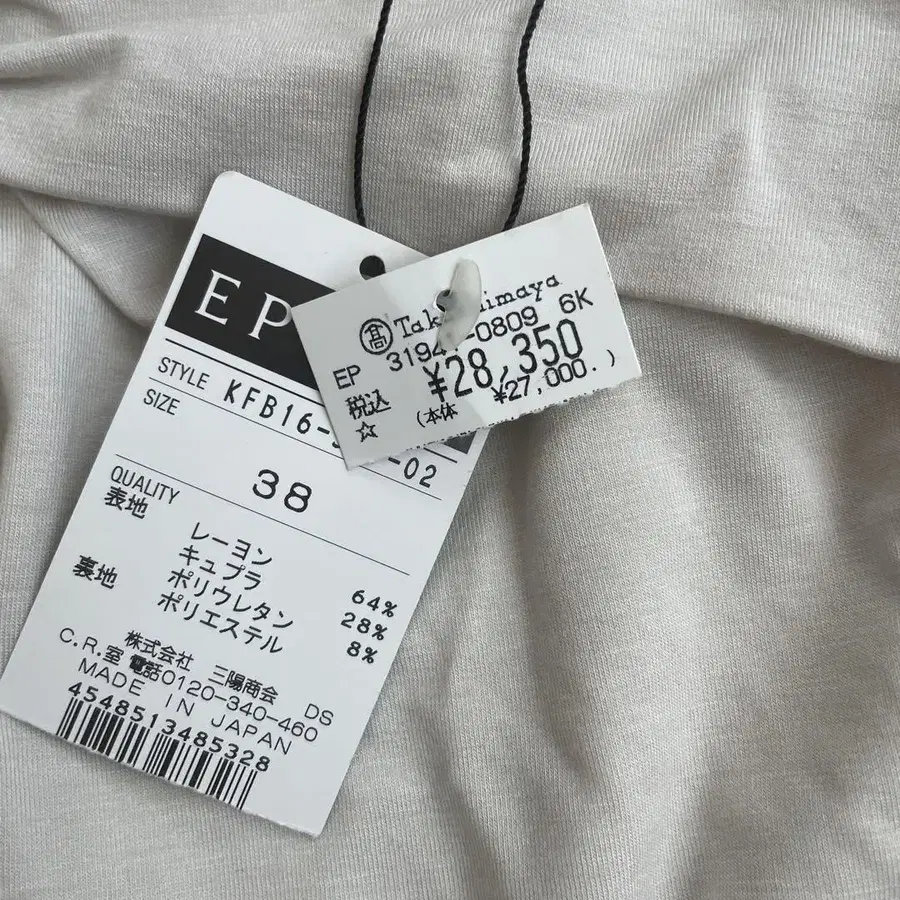 EP
STYLE KFB16-
-02
SIZE
38
QUALITY
表地
レーヨン 64%
キュプラ 28%
ポリウレタン 8%
裏地 ポリエステル
株式会社 三陽商会 DS
C.R.室 電話0120-340-460
MADE IN JAPAN
4548513485328
髙 Takashimaya
31947-0809 6K
EP ¥28,350
税込 (本体 ¥27,000.)
☆